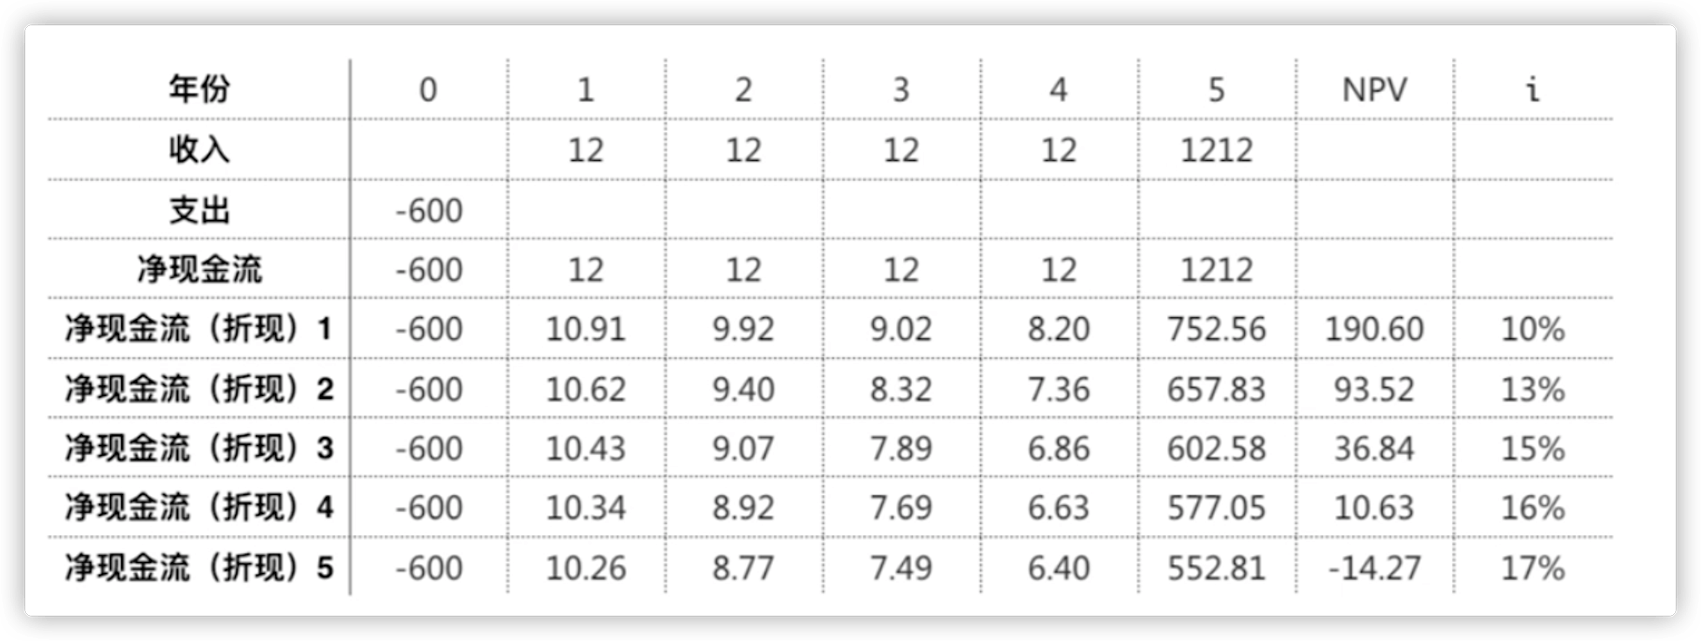 年份 0 1 2 3 4 5 NPV i
收入 12 12 12 12 1212
支出 -600
净现金流 -600 12 12 12 12 1212
净现金流（折现）1 -600 10.91 9.92 9.02 8.20 752.56 190.60 10%
净现金流（折现）2 -600 10.62 9.40 8.32 7.36 657.83 93.52 13%
净现金流（折现）3 -600 10.43 9.07 7.89 6.86 602.58 36.84 15%
净现金流（折现）4 -600 10.34 8.92 7.69 6.63 577.05 10.63 16%
净现金流（折现）5 -600 10.26 8.77 7.49 6.40 552.81 -14.27 17%